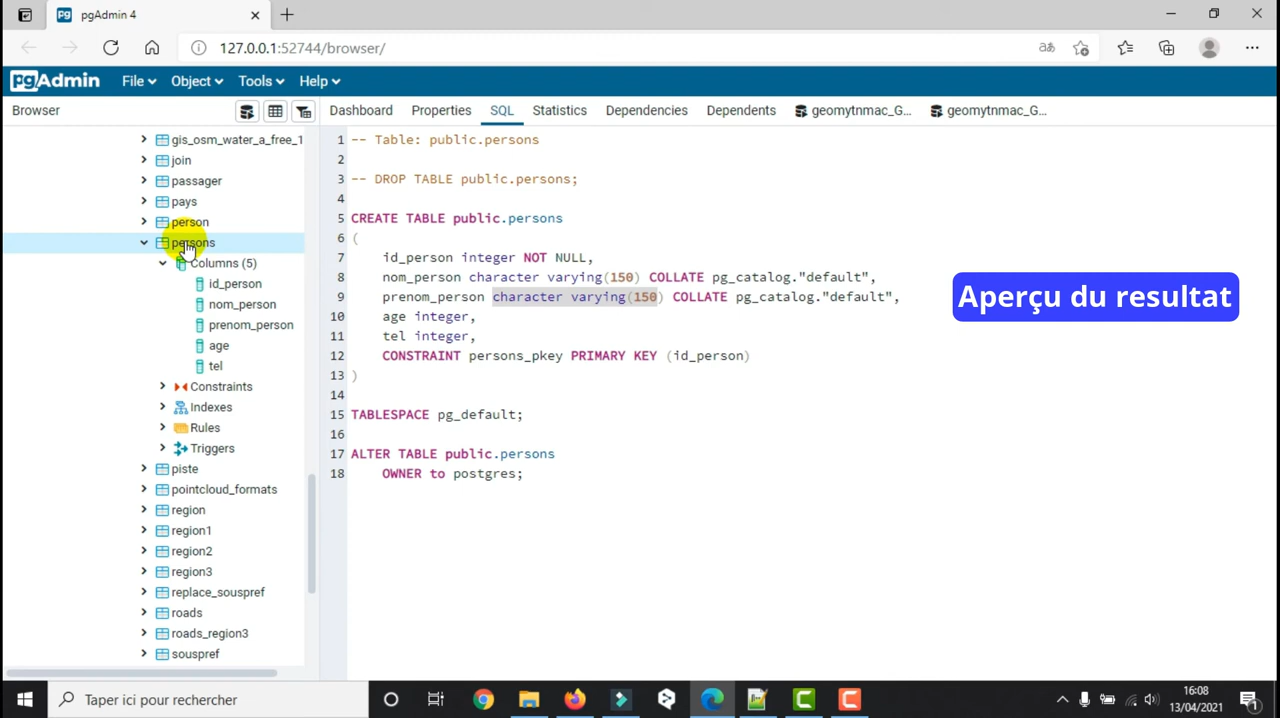 pgAdmin 4
127.0.0.1:52744/browser/
pgAdmin File Object Tools Help
Browser
Dashboard Properties SQL Statistics Dependencies Dependents geomytnmac_G... geomytnmac_G...
gis_osm_water_a_free_1
join
passager
pays
person
persons
Columns (5)
id_person
nom_person
prenom_person
age
tel
Constraints
Indexes
Rules
Triggers
piste
pointcloud_formats
region
region1
region2
region3
replace_souspref
roads
roads_region3
souspref
1 -- Table: public.persons
2
3 -- DROP TABLE public.persons;
4
5 CREATE TABLE public.persons
6 (
7 id_person integer NOT NULL,
8 nom_person character varying(150) COLLATE pg_catalog."default",
9 prenom_person character varying(150) COLLATE pg_catalog."default",
10 age integer,
11 tel integer,
12 CONSTRAINT persons_pkey PRIMARY KEY (id_person)
13 )
14
15 TABLESPACE pg_default;
16
17 ALTER TABLE public.persons
18 OWNER to postgres;
Aperçu du resultat
Taper ici pour rechercher
16:08
13/04/2021